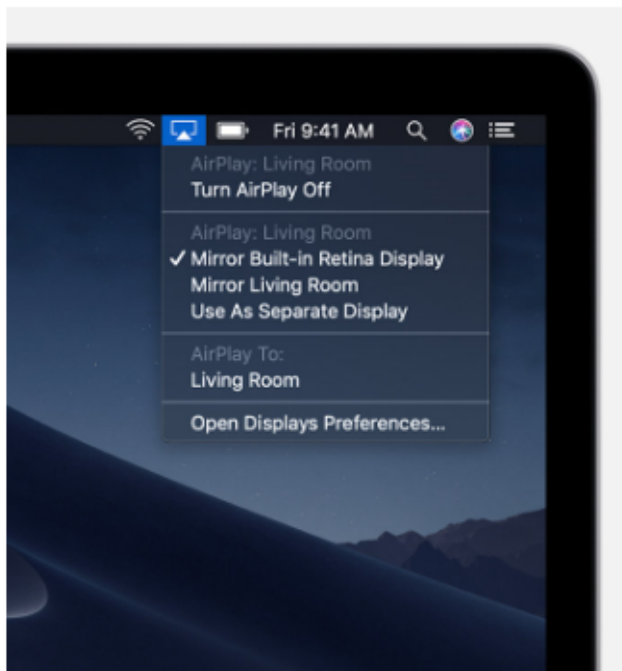 Fri 9:41 AM
AirPlay: Living Room
Turn AirPlay Off
AirPlay: Living Room
✓ Mirror Built-in Retina Display
Mirror Living Room
Use As Separate Display
AirPlay To:
Living Room
Open Displays Preferences...